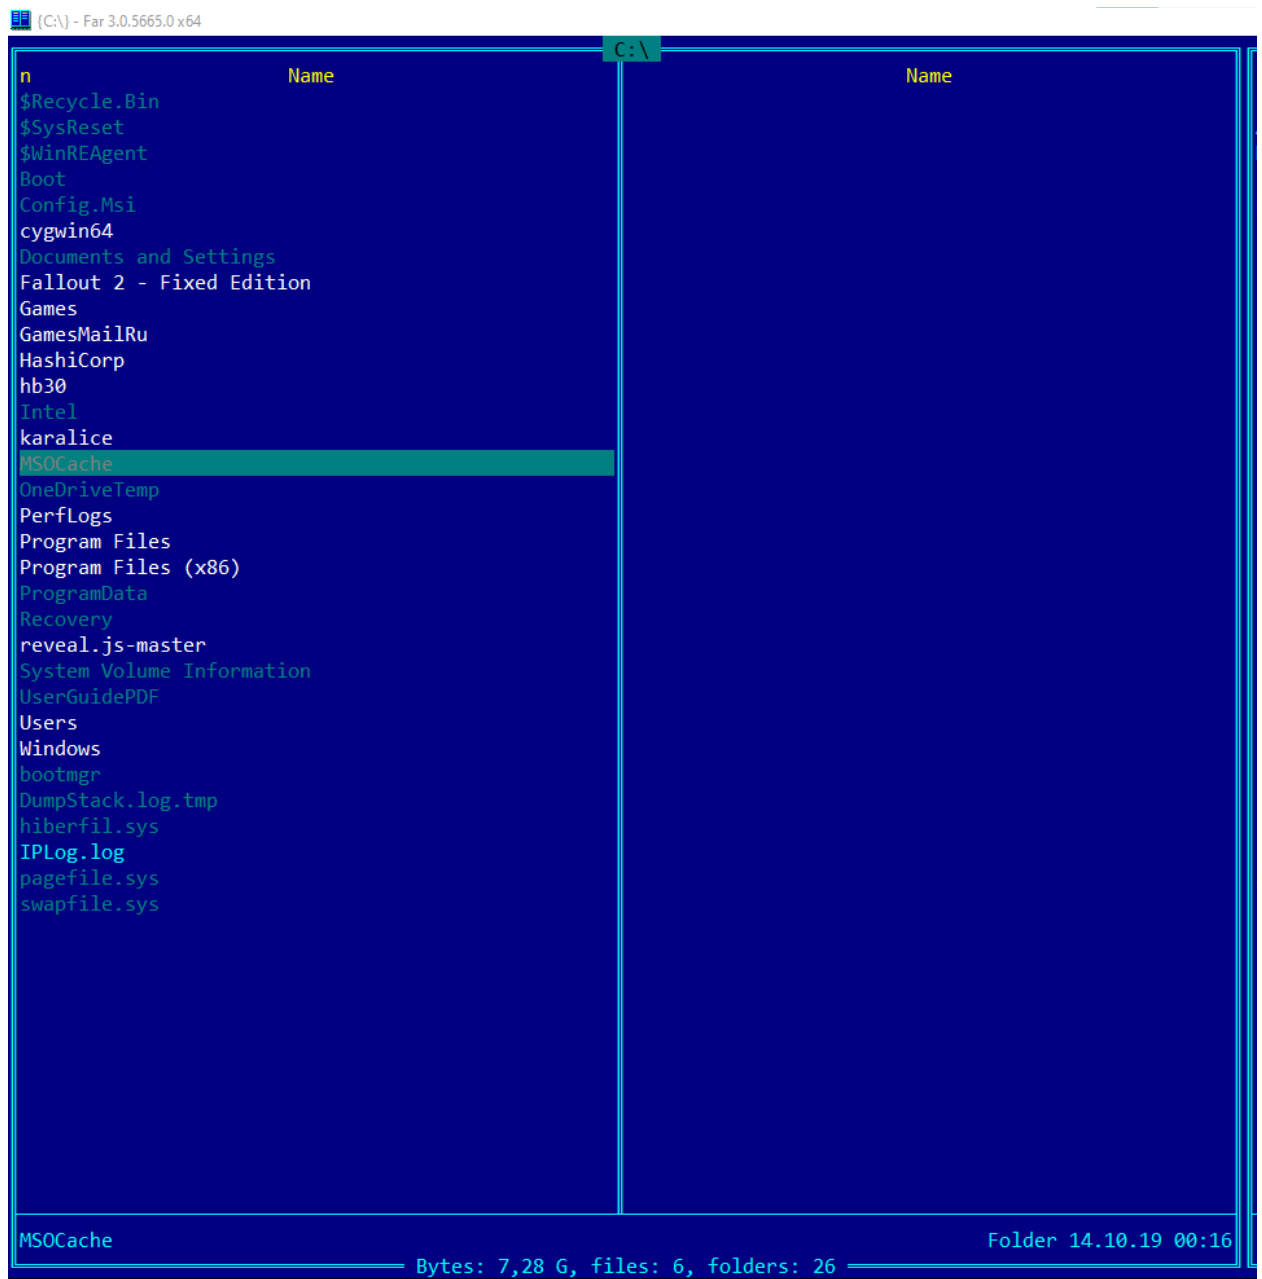 {C:\} - Far 3.0.5665.0 x64
C:\
n Name Name
$Recycle.Bin
$SysReset
$WinREAgent
Boot
Config.Msi
cygwin64
Documents and Settings
Fallout 2 - Fixed Edition
Games
GamesMailRu
HashiCorp
hb30
Intel
karalice
MSOCache
OneDriveTemp
PerfLogs
Program Files
Program Files (x86)
ProgramData
Recovery
reveal.js-master
System Volume Information
UserGuidePDF
Users
Windows
bootmgr
DumpStack.log.tmp
hiberfil.sys
IPLog.log
pagefile.sys
swapfile.sys
MSOCache Folder 14.10.19 00:16
Bytes: 7,28 G, files: 6, folders: 26